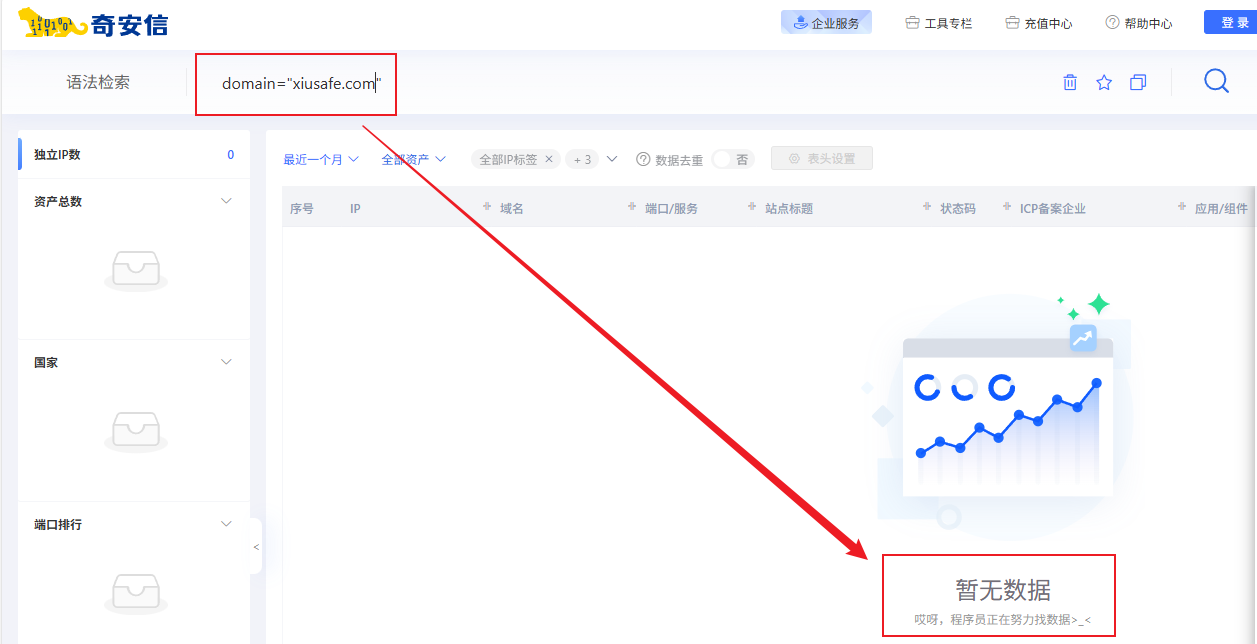 奇安信
企业服务 工具专栏 充值中心 帮助中心 登 录
语法检索 domain="xiusafe.com"
独立IP数 0
最近一个月 全部资产 全部IP标签 × + 3 数据去重 否 表头设置
资产总数
序号 IP 域名 端口/服务 站点标题 状态码 ICP备案企业 应用/组件
国家
端口排行
<
暂无数据
哎呀，程序员正在努力找数据>_<